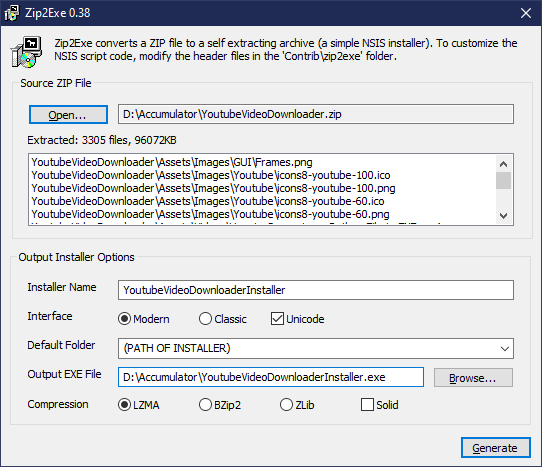 Zip2Exe 0.38
Zip2Exe converts a ZIP file to a self extracting archive (a simple NSIS installer). To customize the
NSIS script code, modify the header files in the 'Contrib\zip2exe' folder.
Source ZIP File
Open... D:\Accumulator\YoutubeVideoDownloader.zip
Extracted: 3305 files, 96072KB
YoutubeVideoDownloader\Assets\Images\GUI\Frames.png
YoutubeVideoDownloader\Assets\Images\Youtube\icons8-youtube-100.ico
YoutubeVideoDownloader\Assets\Images\Youtube\icons8-youtube-100.png
YoutubeVideoDownloader\Assets\Images\Youtube\icons8-youtube-60.ico
YoutubeVideoDownloader\Assets\Images\Youtube\icons8-youtube-60.png
Output Installer Options
Installer Name YoutubeVideoDownloaderInstaller
Interface Modern Classic Unicode
Default Folder (PATH OF INSTALLER)
Output EXE File D:\Accumulator\YoutubeVideoDownloaderInstaller.exe Browse...
Compression LZMA BZip2 ZLib Solid
Generate